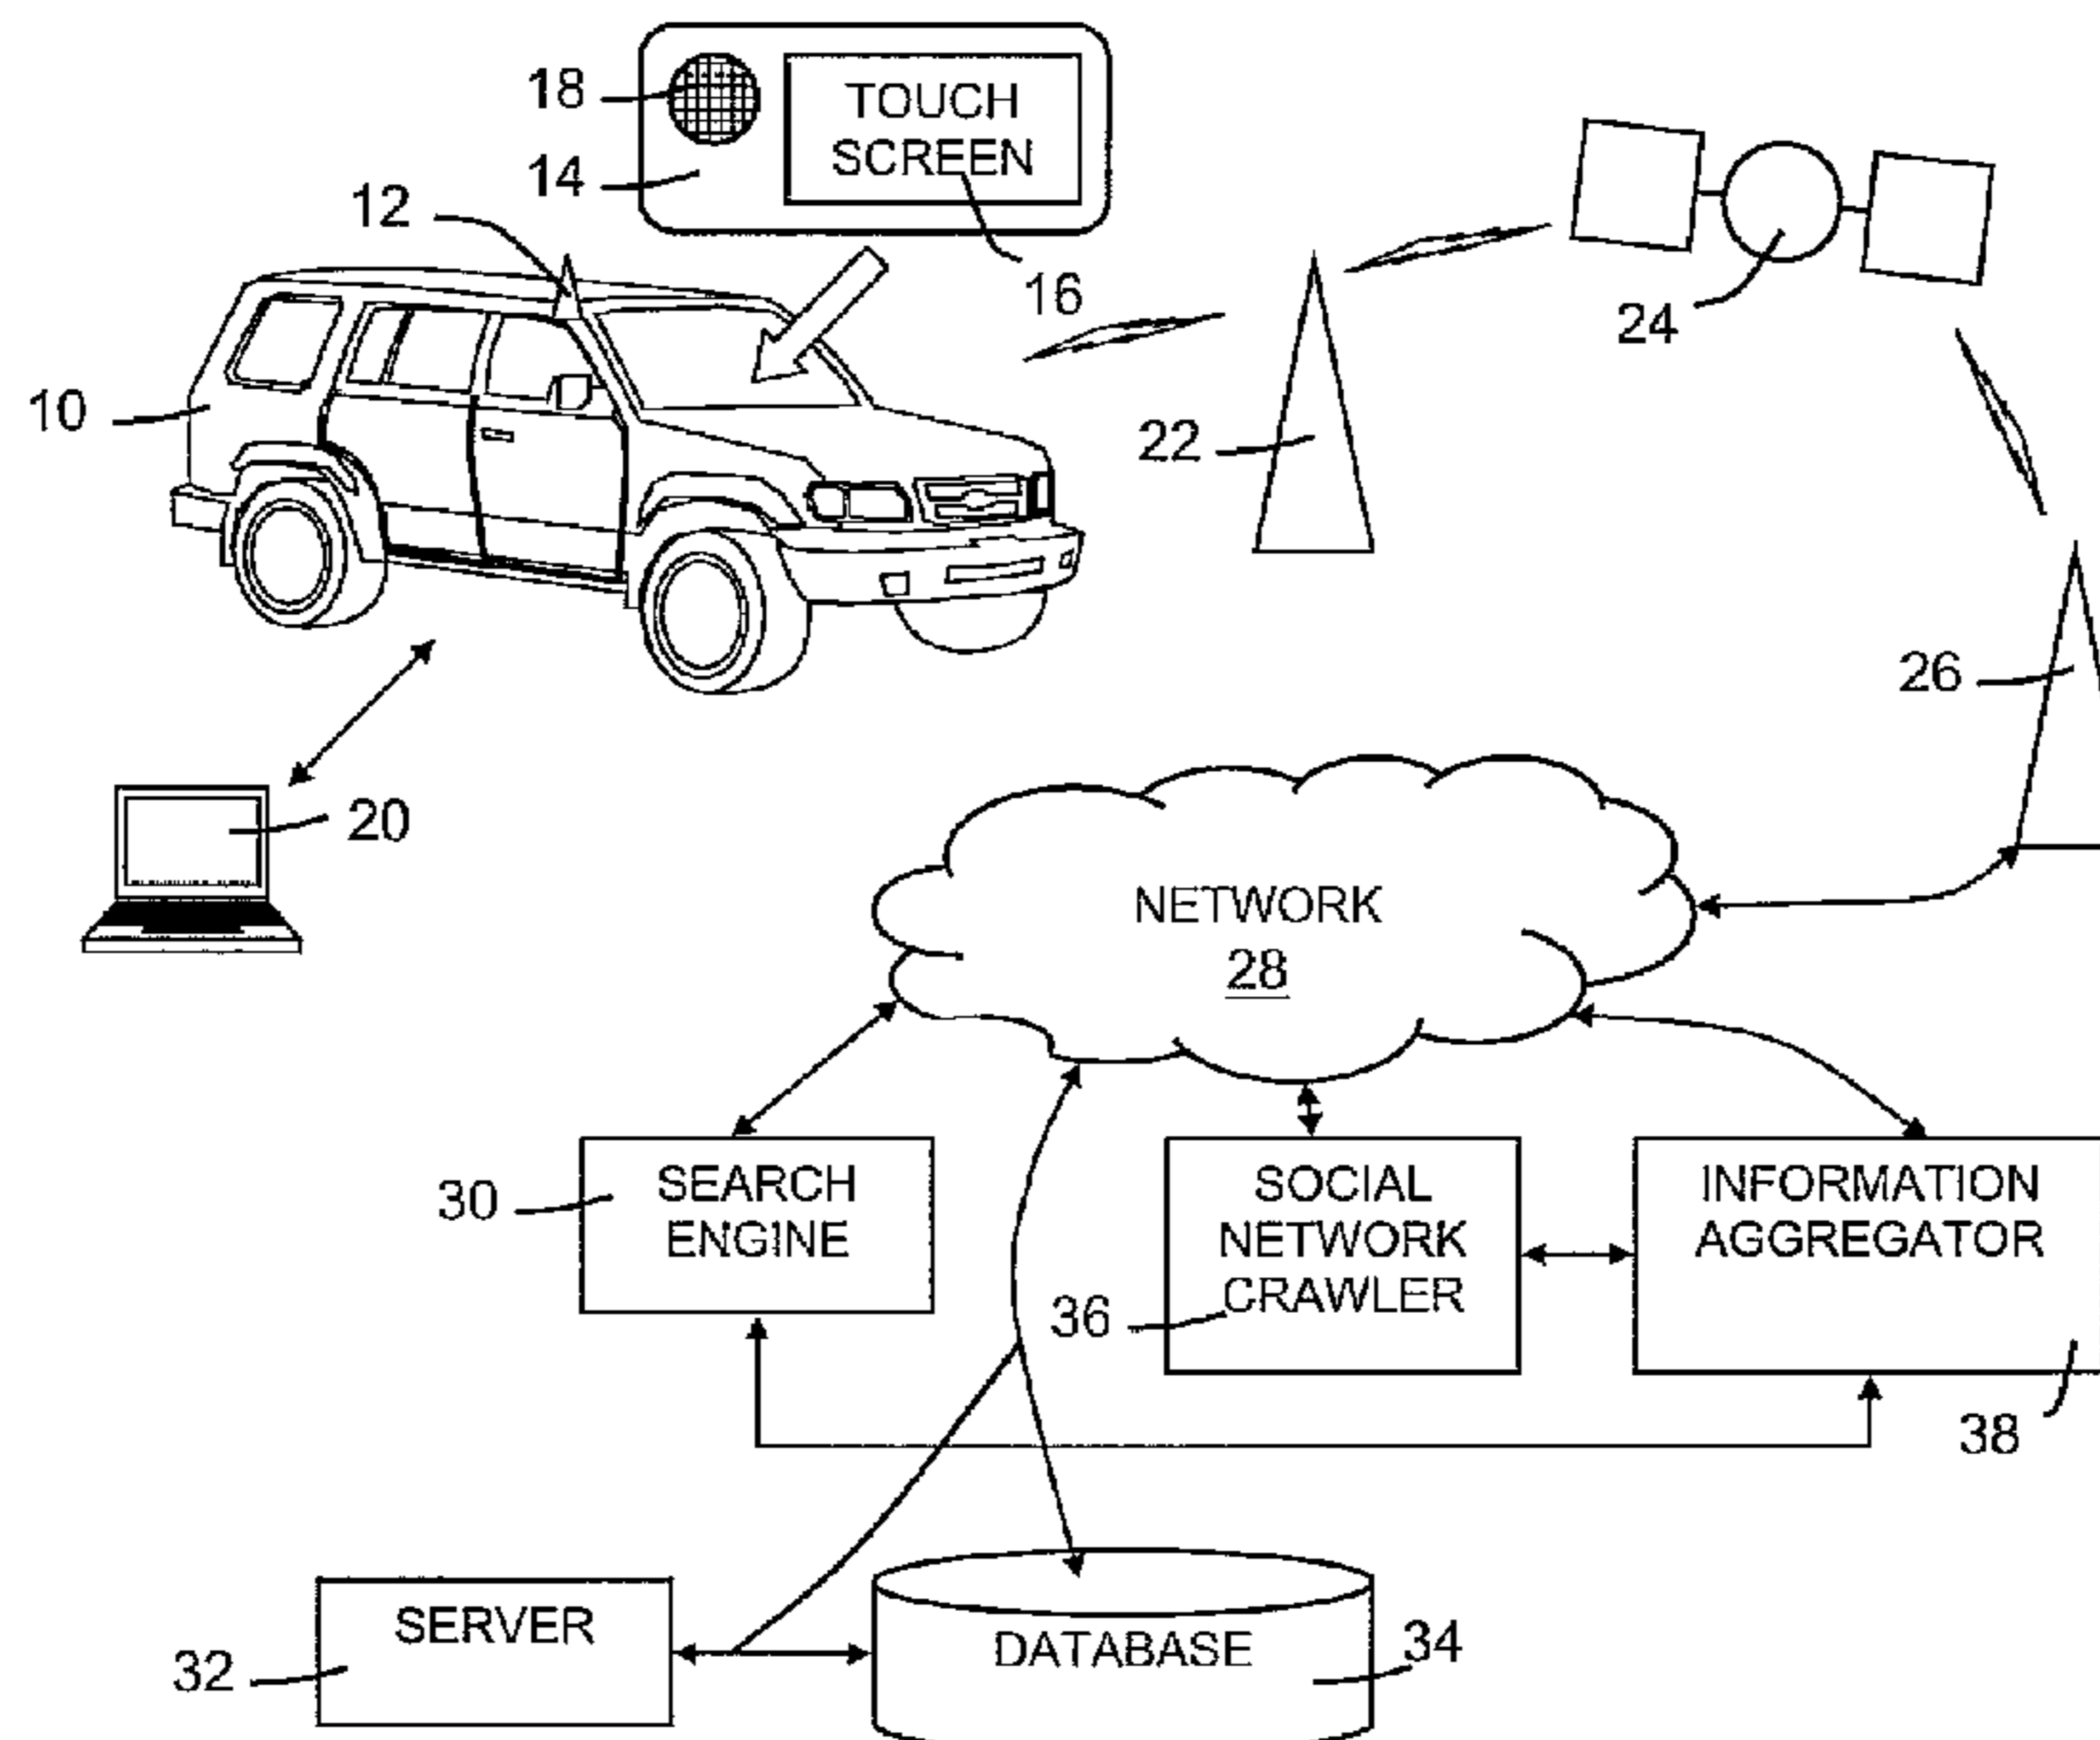 18
TOUCH
SCREEN
14
12
16
24
10
22
26
20
NETWORK
28
30
SEARCH
ENGINE
SOCIAL
NETWORK
CRAWLER
36
INFORMATION
AGGREGATOR
38
SERVER
32
DATABASE
34